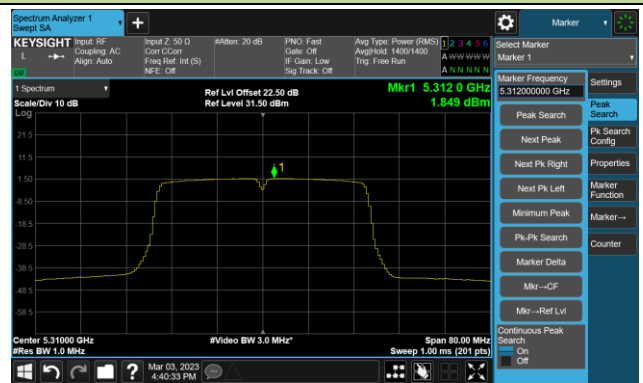 Spectrum Analyzer 1
Swept SA
Marker
KEYSIGHT
L
Input: RF
Coupling: AC
Align: Auto
Input Z: 50 Ω
Corr CCorr
Freq Ref: Int (S)
NFE: Off
#Atten: 20 dB
PNO: Fast
Gate: Off
IF Gain: Low
Sig Track: Off
Avg Type: Power (RMS)
Avg|Hold: 1400/1400
Trig: Free Run
1 2 3 4 5 6
A W W W W W
A N N N N N
Select Marker
Marker 1
1 Spectrum
Scale/Div 10 dB
Log
Ref Lvl Offset 22.50 dB
Ref Level 31.50 dBm
Mkr1 5.312 0 GHz
1.849 dBm
21.5
11.5
1.50
-8.50
-18.5
-28.5
-38.5
-48.5
-58.5
1
Center 5.31000 GHz
#Res BW 1.0 MHz
#Video BW 3.0 MHz*
Span 80.00 MHz
Sweep 1.00 ms (201 pts)
Marker Frequency
5.312000000 GHz
Peak Search
Next Peak
Next Pk Right
Next Pk Left
Minimum Peak
Pk-Pk Search
Marker Delta
Mkr→CF
Mkr→Ref Lvl
Continuous Peak
Search
On
Off
Settings
Peak
Search
Pk Search
Config
Properties
Marker
Function
Marker→
Counter
Mar 03, 2023
4:40:33 PM